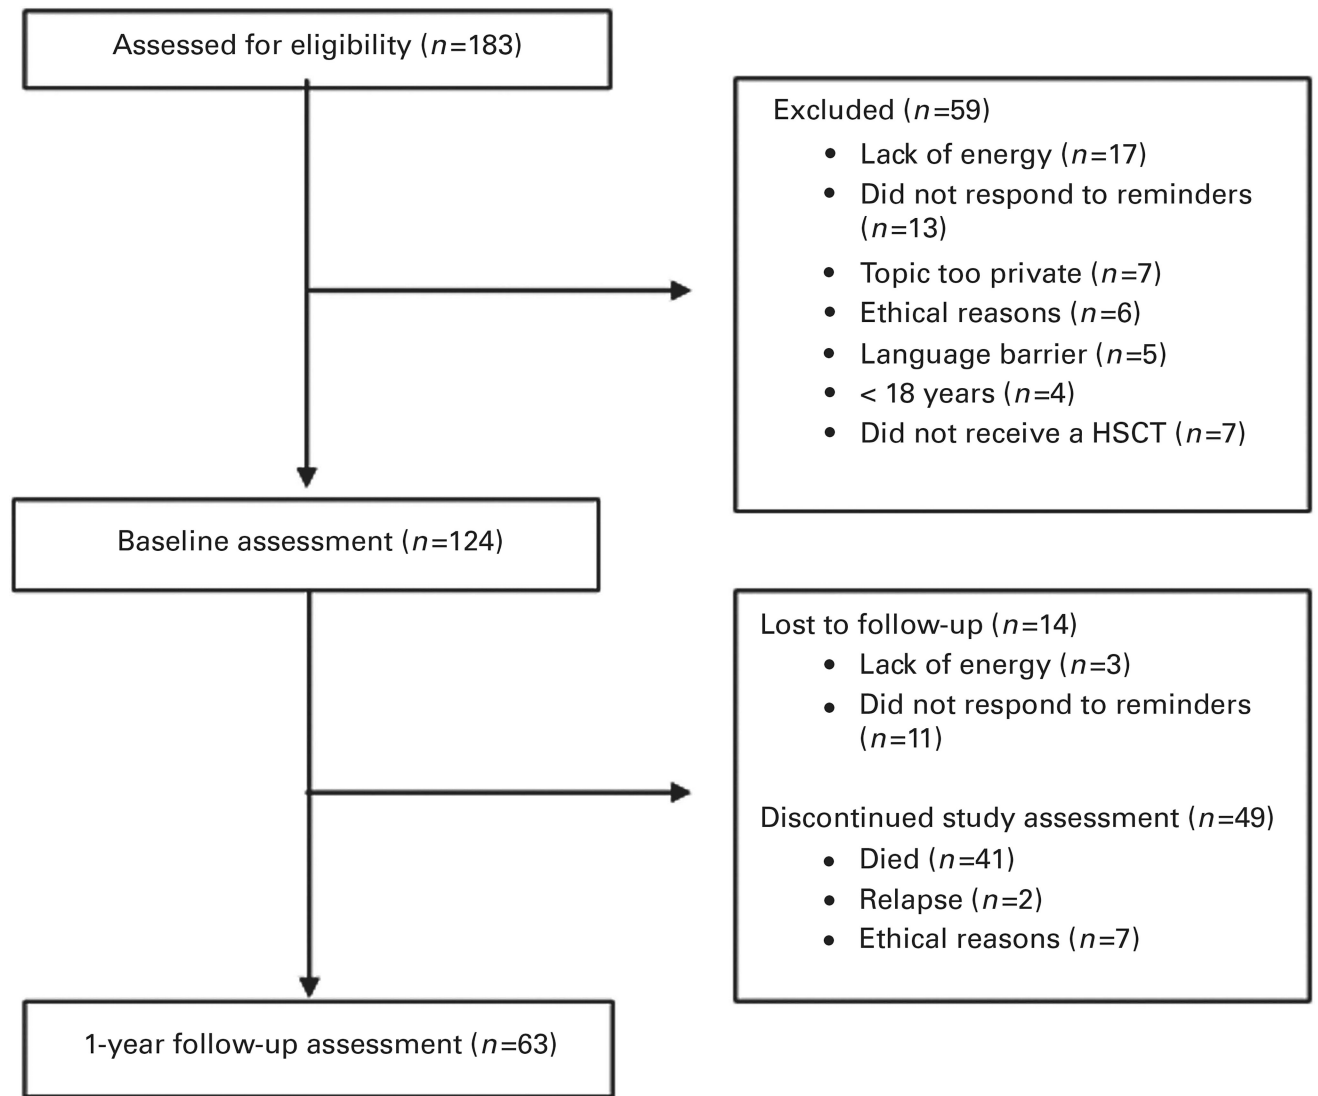 Assessed for eligibility (n=183)
Excluded (n=59)
• Lack of energy (n=17)
• Did not respond to reminders
(n=13)
• Topic too private (n=7)
• Ethical reasons (n=6)
• Language barrier (n=5)
• < 18 years (n=4)
• Did not receive a HSCT (n=7)
Baseline assessment (n=124)
Lost to follow-up (n=14)
• Lack of energy (n=3)
• Did not respond to reminders
(n=11)
Discontinued study assessment (n=49)
• Died (n=41)
• Relapse (n=2)
• Ethical reasons (n=7)
1-year follow-up assessment (n=63)